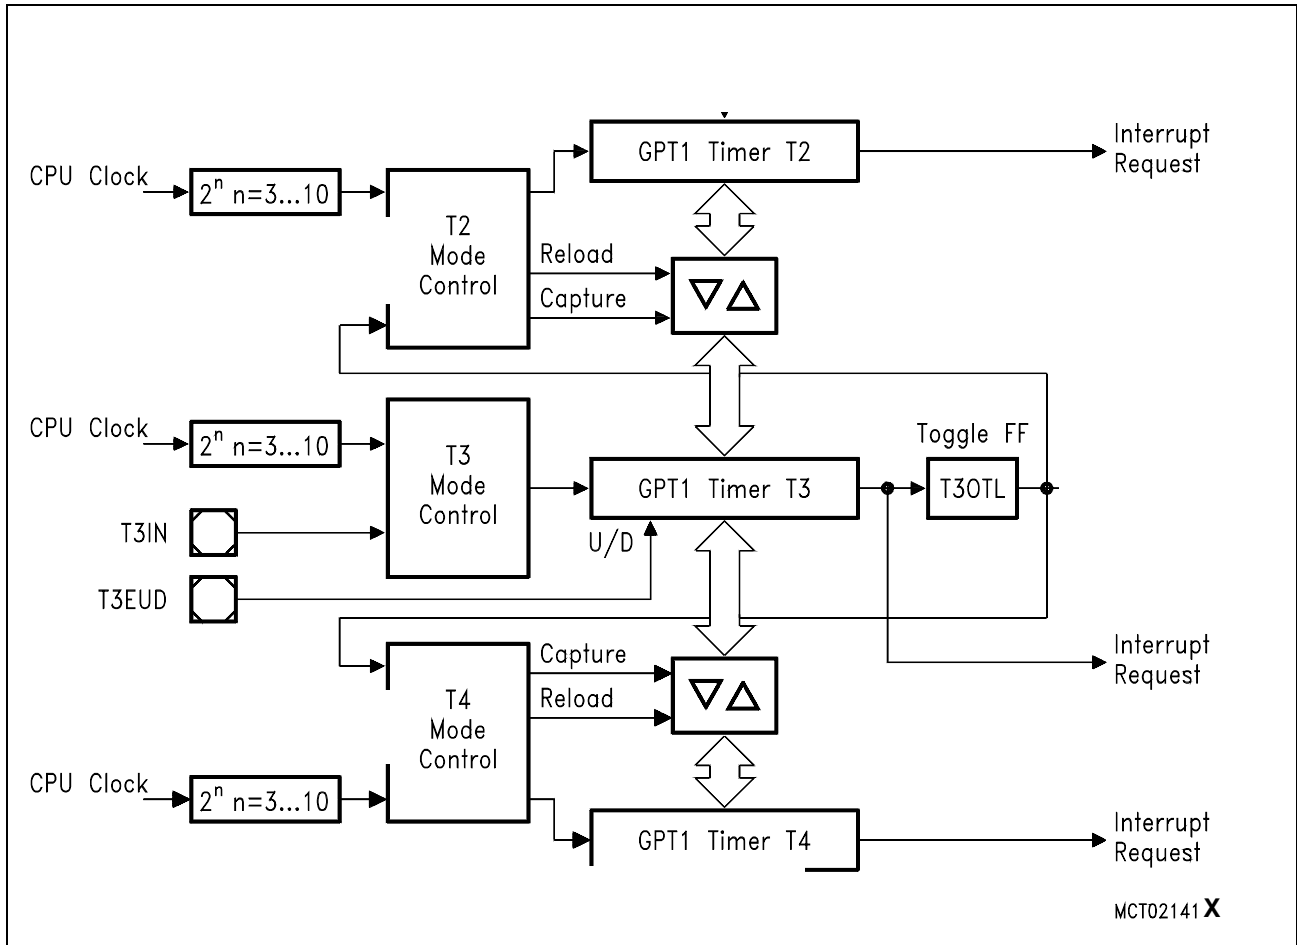 Interrupt
Request
GPT1 Timer T2
CPU Clock
2ⁿ n=3...10
T2
Mode
Control
Reload
Capture
CPU Clock
2ⁿ n=3...10
T3
Mode
Control
GPT1 Timer T3
Toggle FF
T3OTL
U/D
T3IN
T3EUD
Capture
Reload
Interrupt
Request
T4
Mode
Control
CPU Clock
2ⁿ n=3...10
GPT1 Timer T4
Interrupt
Request
MCT02141 X